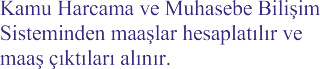 Kamu Harcama ve Muhasebe Bilişim
Sisteminden maaşlar hesaplatılır ve
maaş çıktıları alınır.